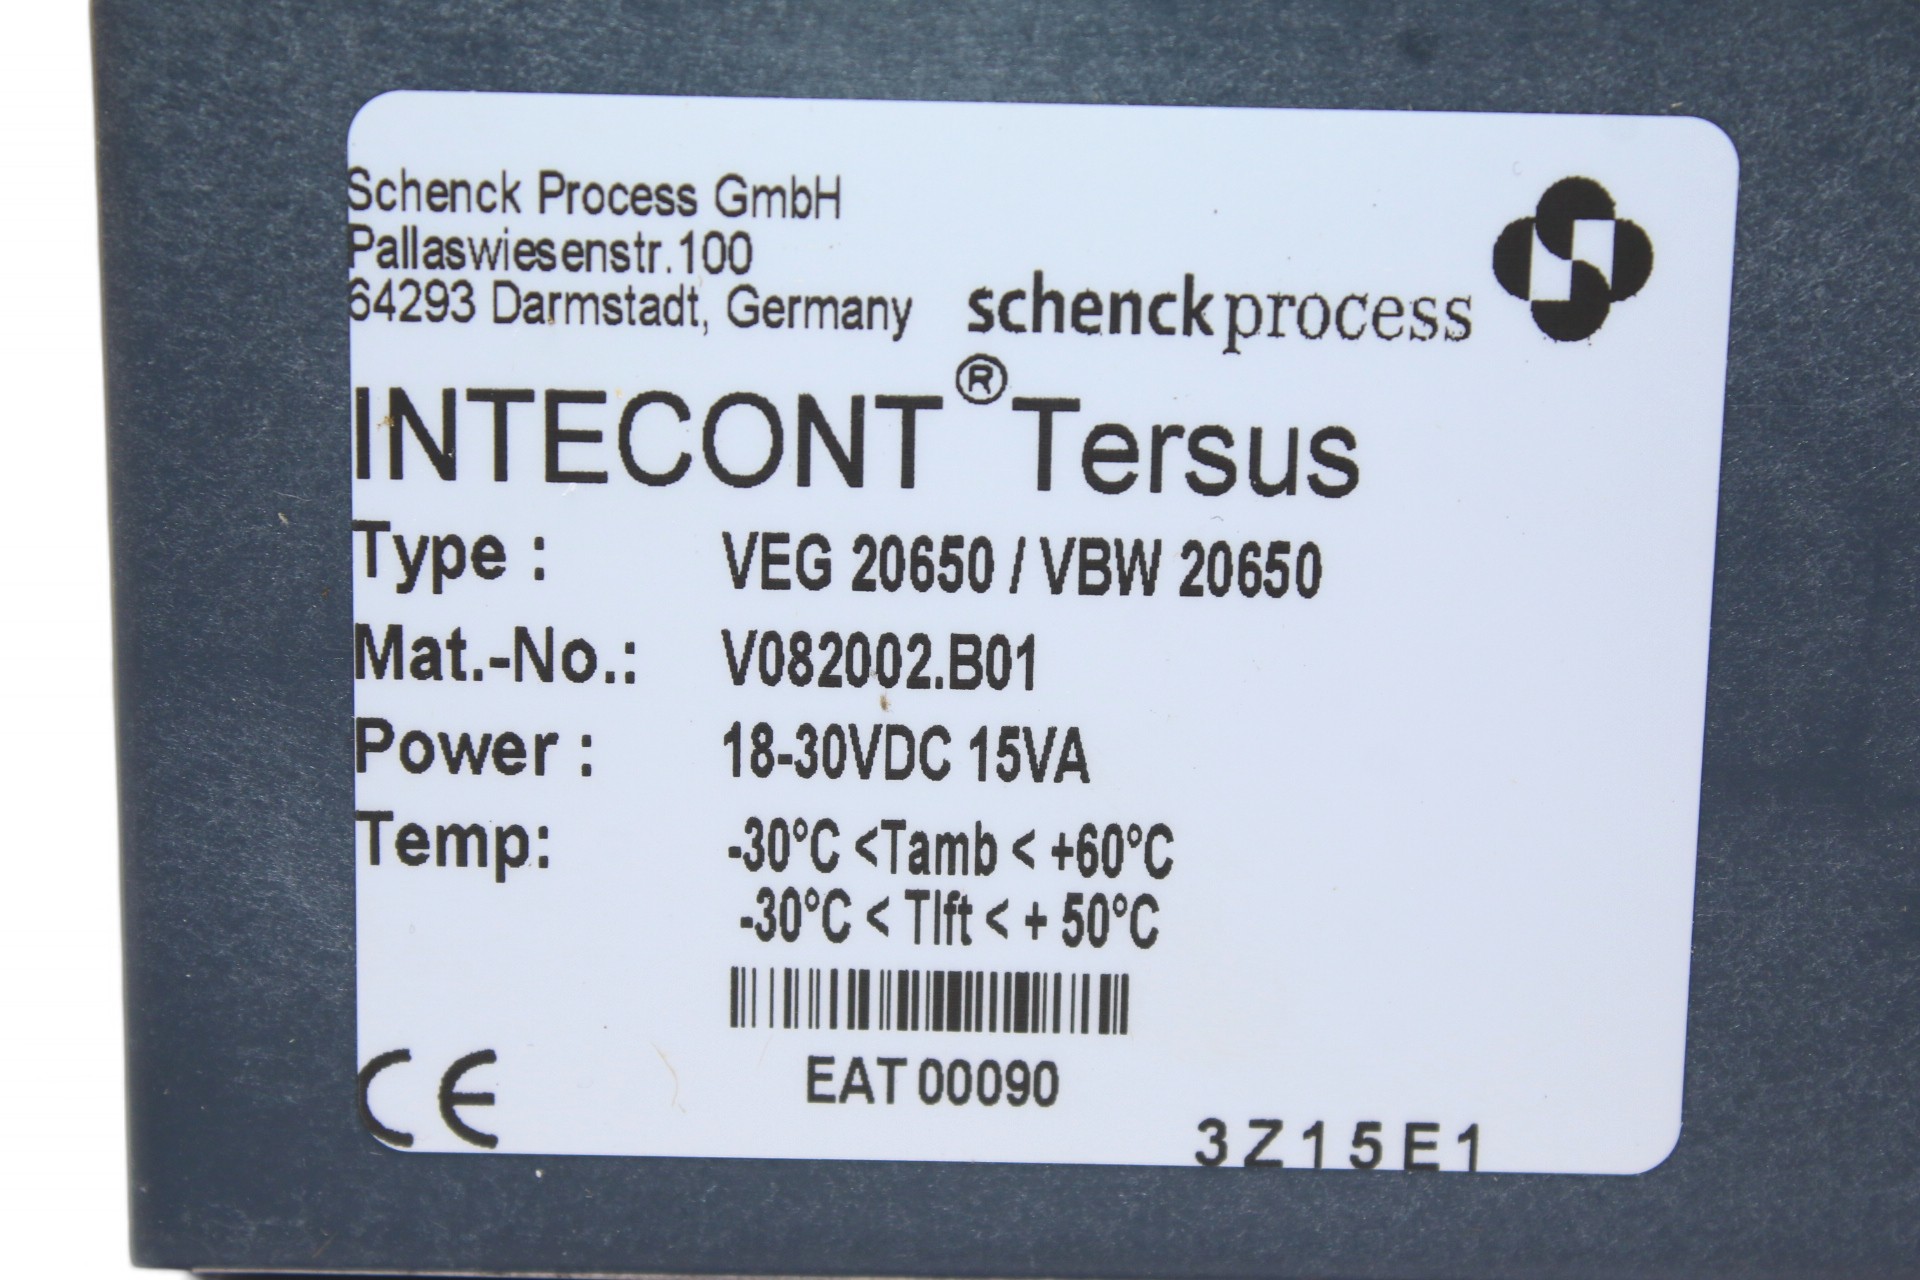 Schenck Process GmbH
Pallaswiesenstr.100
64293 Darmstadt, Germany
schenckprocess
INTECONT® Tersus
Type : VEG 20650 / VBW 20650
Mat.-No.: V082002.B01
Power : 18-30VDC 15VA
Temp: -30°C <Tamb < +60°C
-30°C < Tlft < + 50°C
EAT 00090
CE
3Z15E1